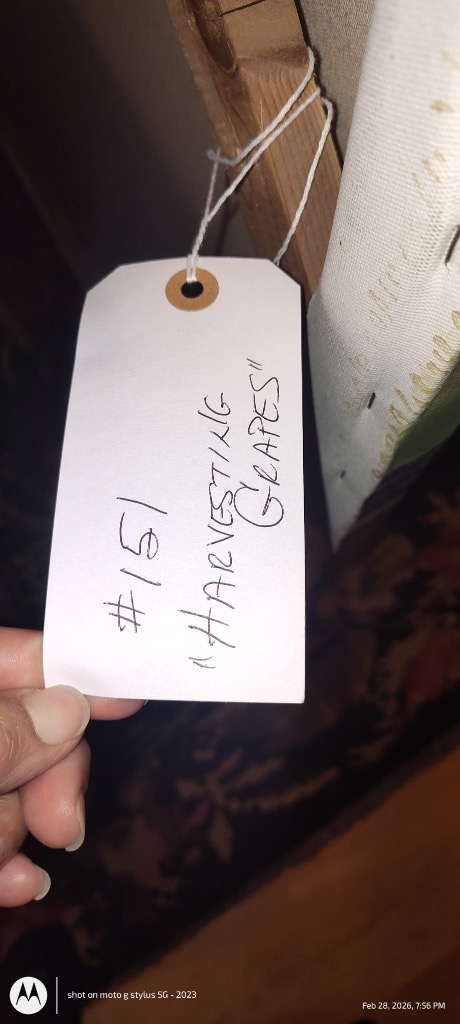 #151
"HARVESTING
GRAPES"
shot on moto g stylus 5G - 2023
Feb 28, 2026, 7:56 PM